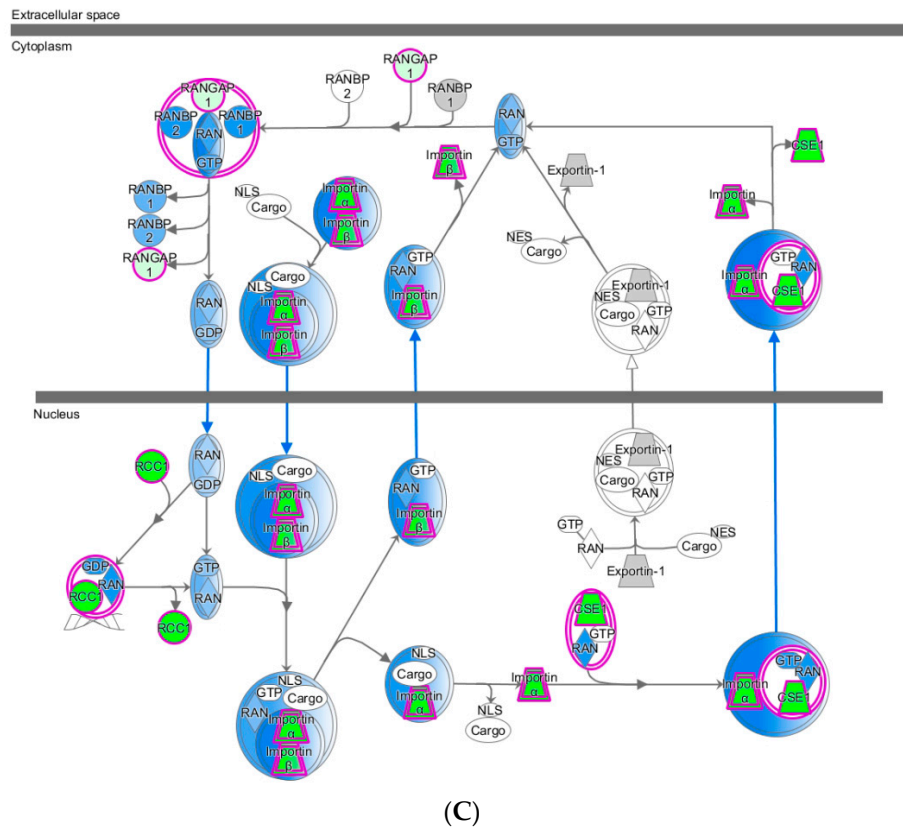 Extracellular space
Cytoplasm
RANGAP
1
RANBP
2
RANBP
1
RAN
GTP
RANBP
2
RANGAP
1
RANBP
1
RAN
GTP
CSE1
Importin
β
Exportin-1
Importin
α
RANBP
1
RANBP
2
RANGAP
1
NLS
Cargo
Importin
α
Importin
β
NES
Cargo
RAN
GDP
Cargo
NLS
Importin
α
Importin
β
GTP
RAN
Importin
β
Exportin-1
NES
Cargo
GTP
RAN
Importin
α
GTP
RAN
CSE1
Nucleus
RAN
GDP
RCC1
NLS
Cargo
Importin
α
Importin
β
GTP
RAN
Importin
β
Exportin-1
NES
Cargo
GTP
RAN
GDP
RAN
RCC1
RCC1
GTP
RAN
GTP
RAN
Exportin-1
NES
Cargo
NLS
GTP
Cargo
RAN
Importin
α
Importin
β
NLS
Cargo
Importin
α
NLS
Cargo
Importin
α
CSE1
GTP
RAN
Importin
α
GTP
RAN
CSE1
(C)